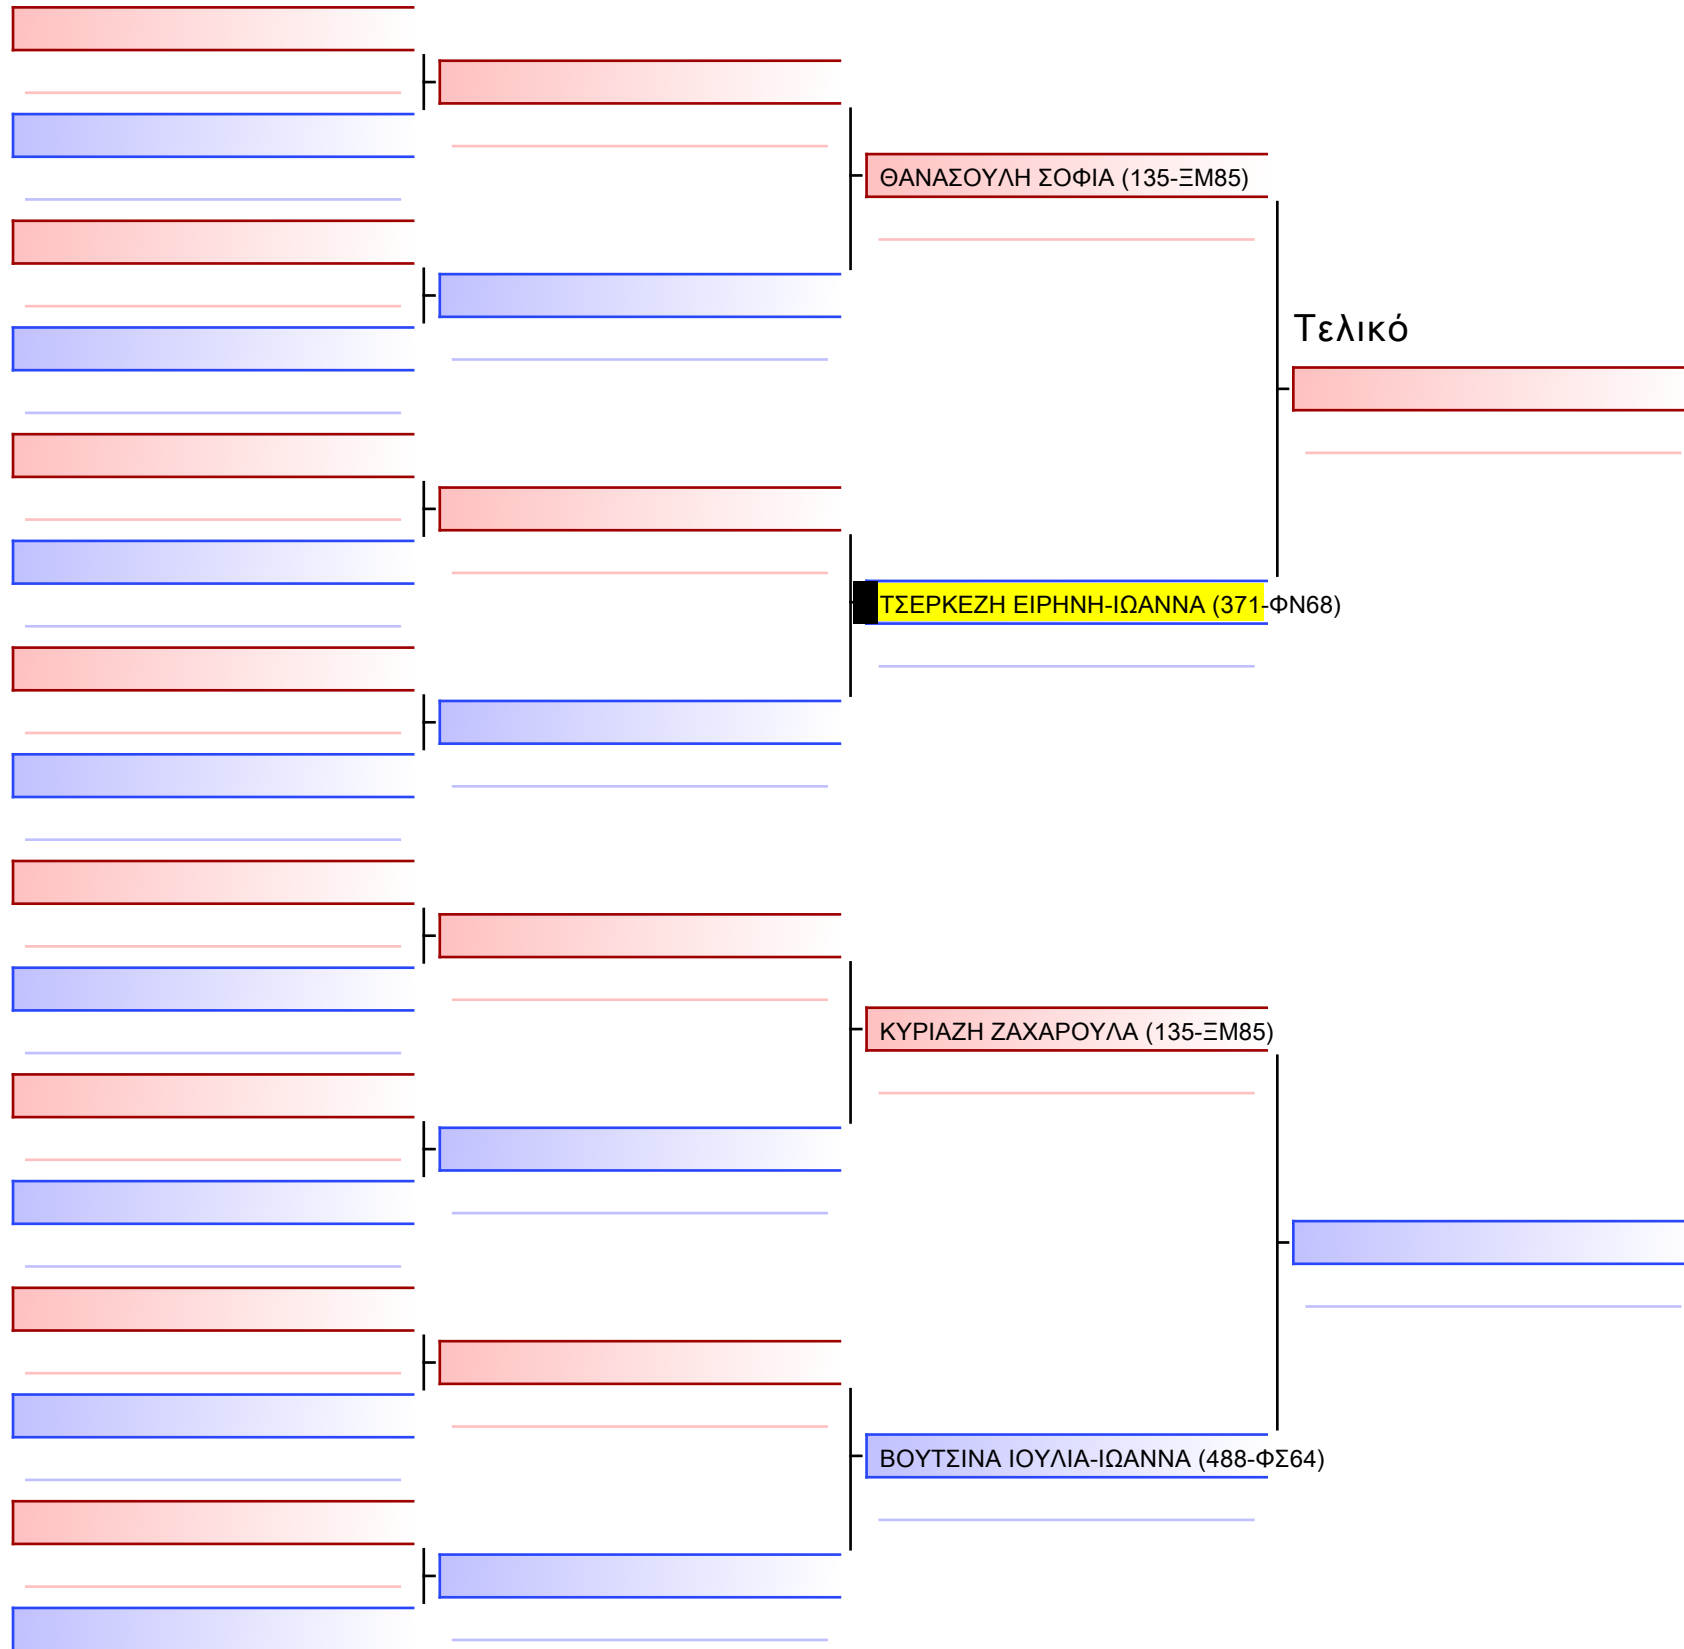 ΘΑΝΑΣΟΥΛΗ ΣΟΦΙΑ (135-ΞΜ85)
Τελικό
ΤΣΕΡΚΕΖΗ ΕΙΡΗΝΗ-ΙΩΑΝΝΑ (371-ΦΝ68)
ΚΥΡΙΑΖΗ ΖΑΧΑΡΟΥΛΑ (135-ΞΜ85)
ΒΟΥΤΣΙΝΑ ΙΟΥΛΙΑ-ΙΩΑΝΝΑ (488-ΦΣ64)